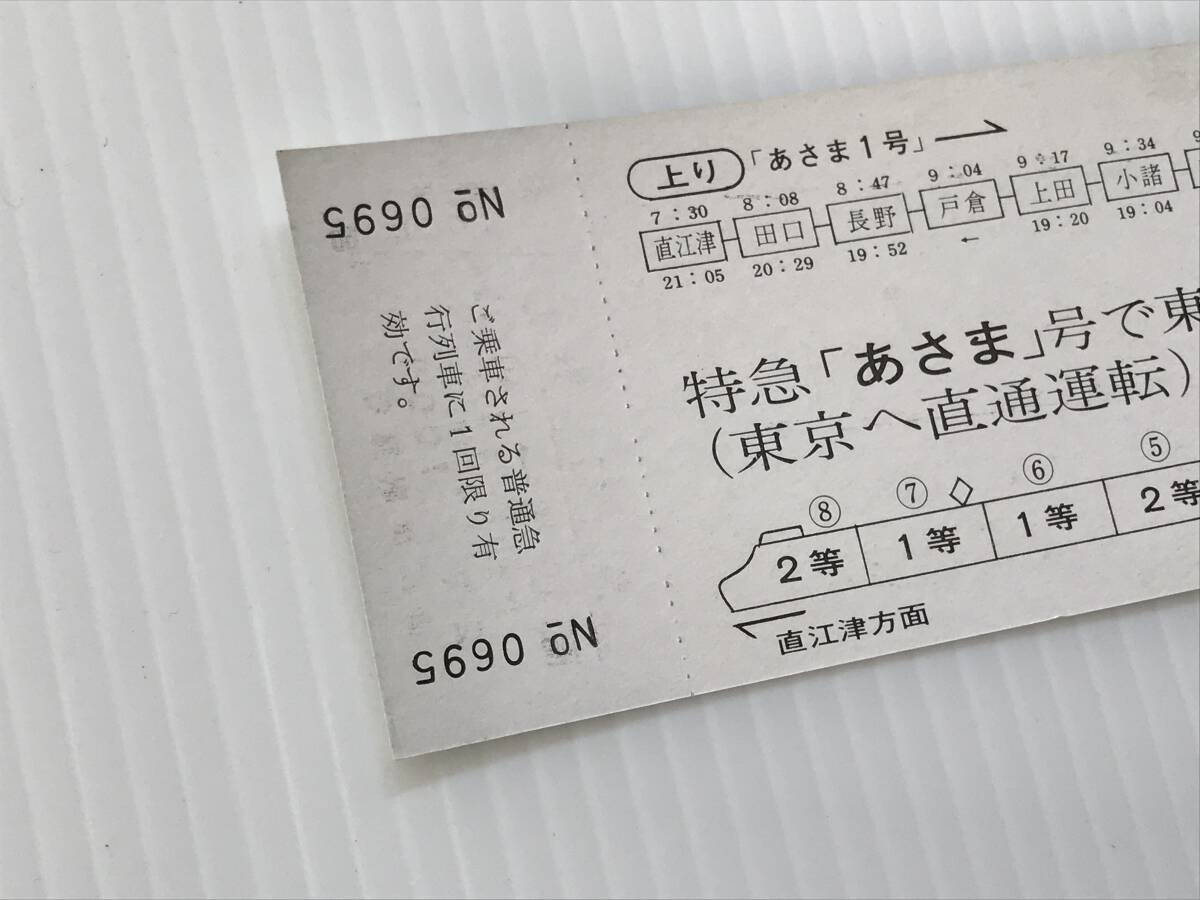 № 0695
ご乗車される普通急
行列車に1回限り有
効です。
№ 0695
上り 「あさま1号」
7:30 8:08 8:47 9:04 9:17 9:34
直江津 田口 長野 戸倉 上田 小諸
21:05 20:29 19:52 ← 19:20 19:04
特急「あさま」号で東
(東京へ直通運転)
⑧ ⑦ ◇ ⑥ ⑤
2等 1等 1等 2等
直江津方面